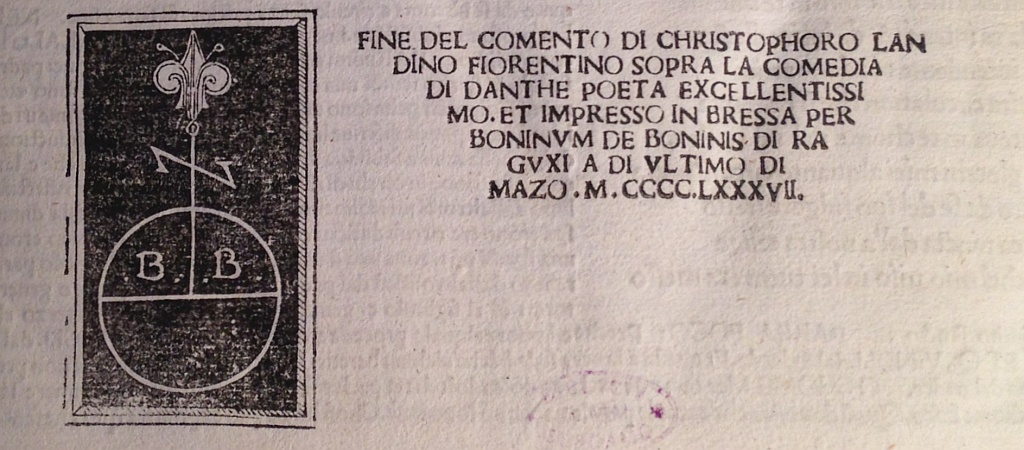 B. B.
FINE DEL COMENTO DI CHRISTOPHORO LAN
DINO FIORENTINO SOPRA LA COMEDIA
DI DANTHE POETA EXCELLENTISSI
MO. ET IMPRESSO IN BRESSA PER
BONINVM DE BONINIS DI RA
GVXI A DI VLTIMO DI
MAZO. M. CCCC.LXXXVII.